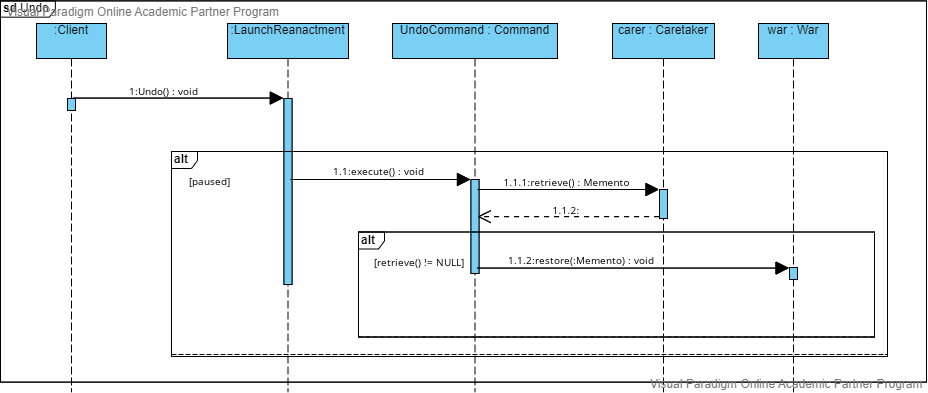 sd Undo
Visual Paradigm Online Academic Partner Program
:Client
:LaunchReanactment
UndoCommand : Command
carer : Caretaker
war : War
1:Undo() : void
alt
[paused]
1.1:execute() : void
1.1.1:retrieve() : Memento
1.1.2:
alt
[retrieve() != NULL]
1.1.2:restore(:Memento) : void
Visual Paradigm Online Academic Partner Program